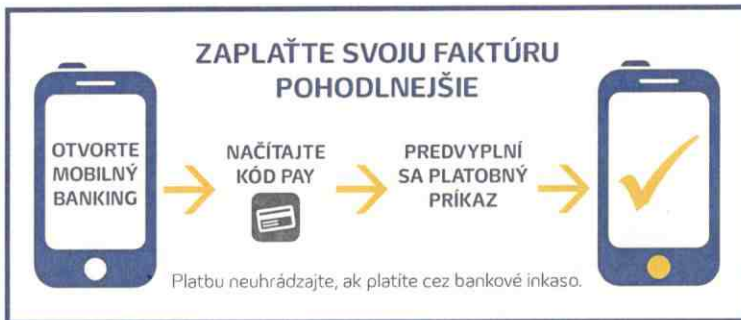 ZAPLAŤTE SVOJU FAKTÚRU
POHODLNEJŠIE
OTVORTE
MOBILNÝ
BANKING
NAČÍTAJTE
KÓD PAY
PREDVYPLNÍ
SA PLATOBNÝ
PRÍKAZ
Platbu neuhrádzajte, ak platíte cez bankové inkaso.